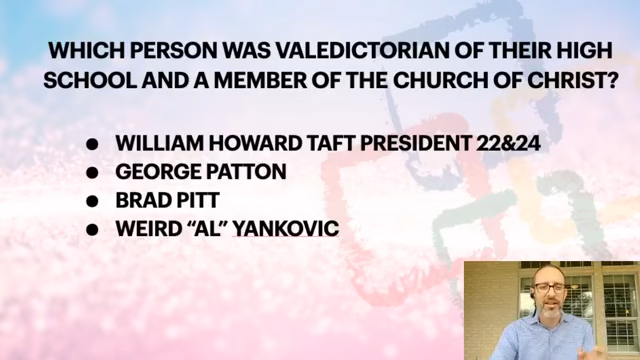 WHICH PERSON WAS VALEDICTORIAN OF THEIR HIGH
SCHOOL AND A MEMBER OF THE CHURCH OF CHRIST?
● WILLIAM HOWARD TAFT PRESIDENT 22&24
● GEORGE PATTON
● BRAD PITT
● WEIRD “AL” YANKOVIC